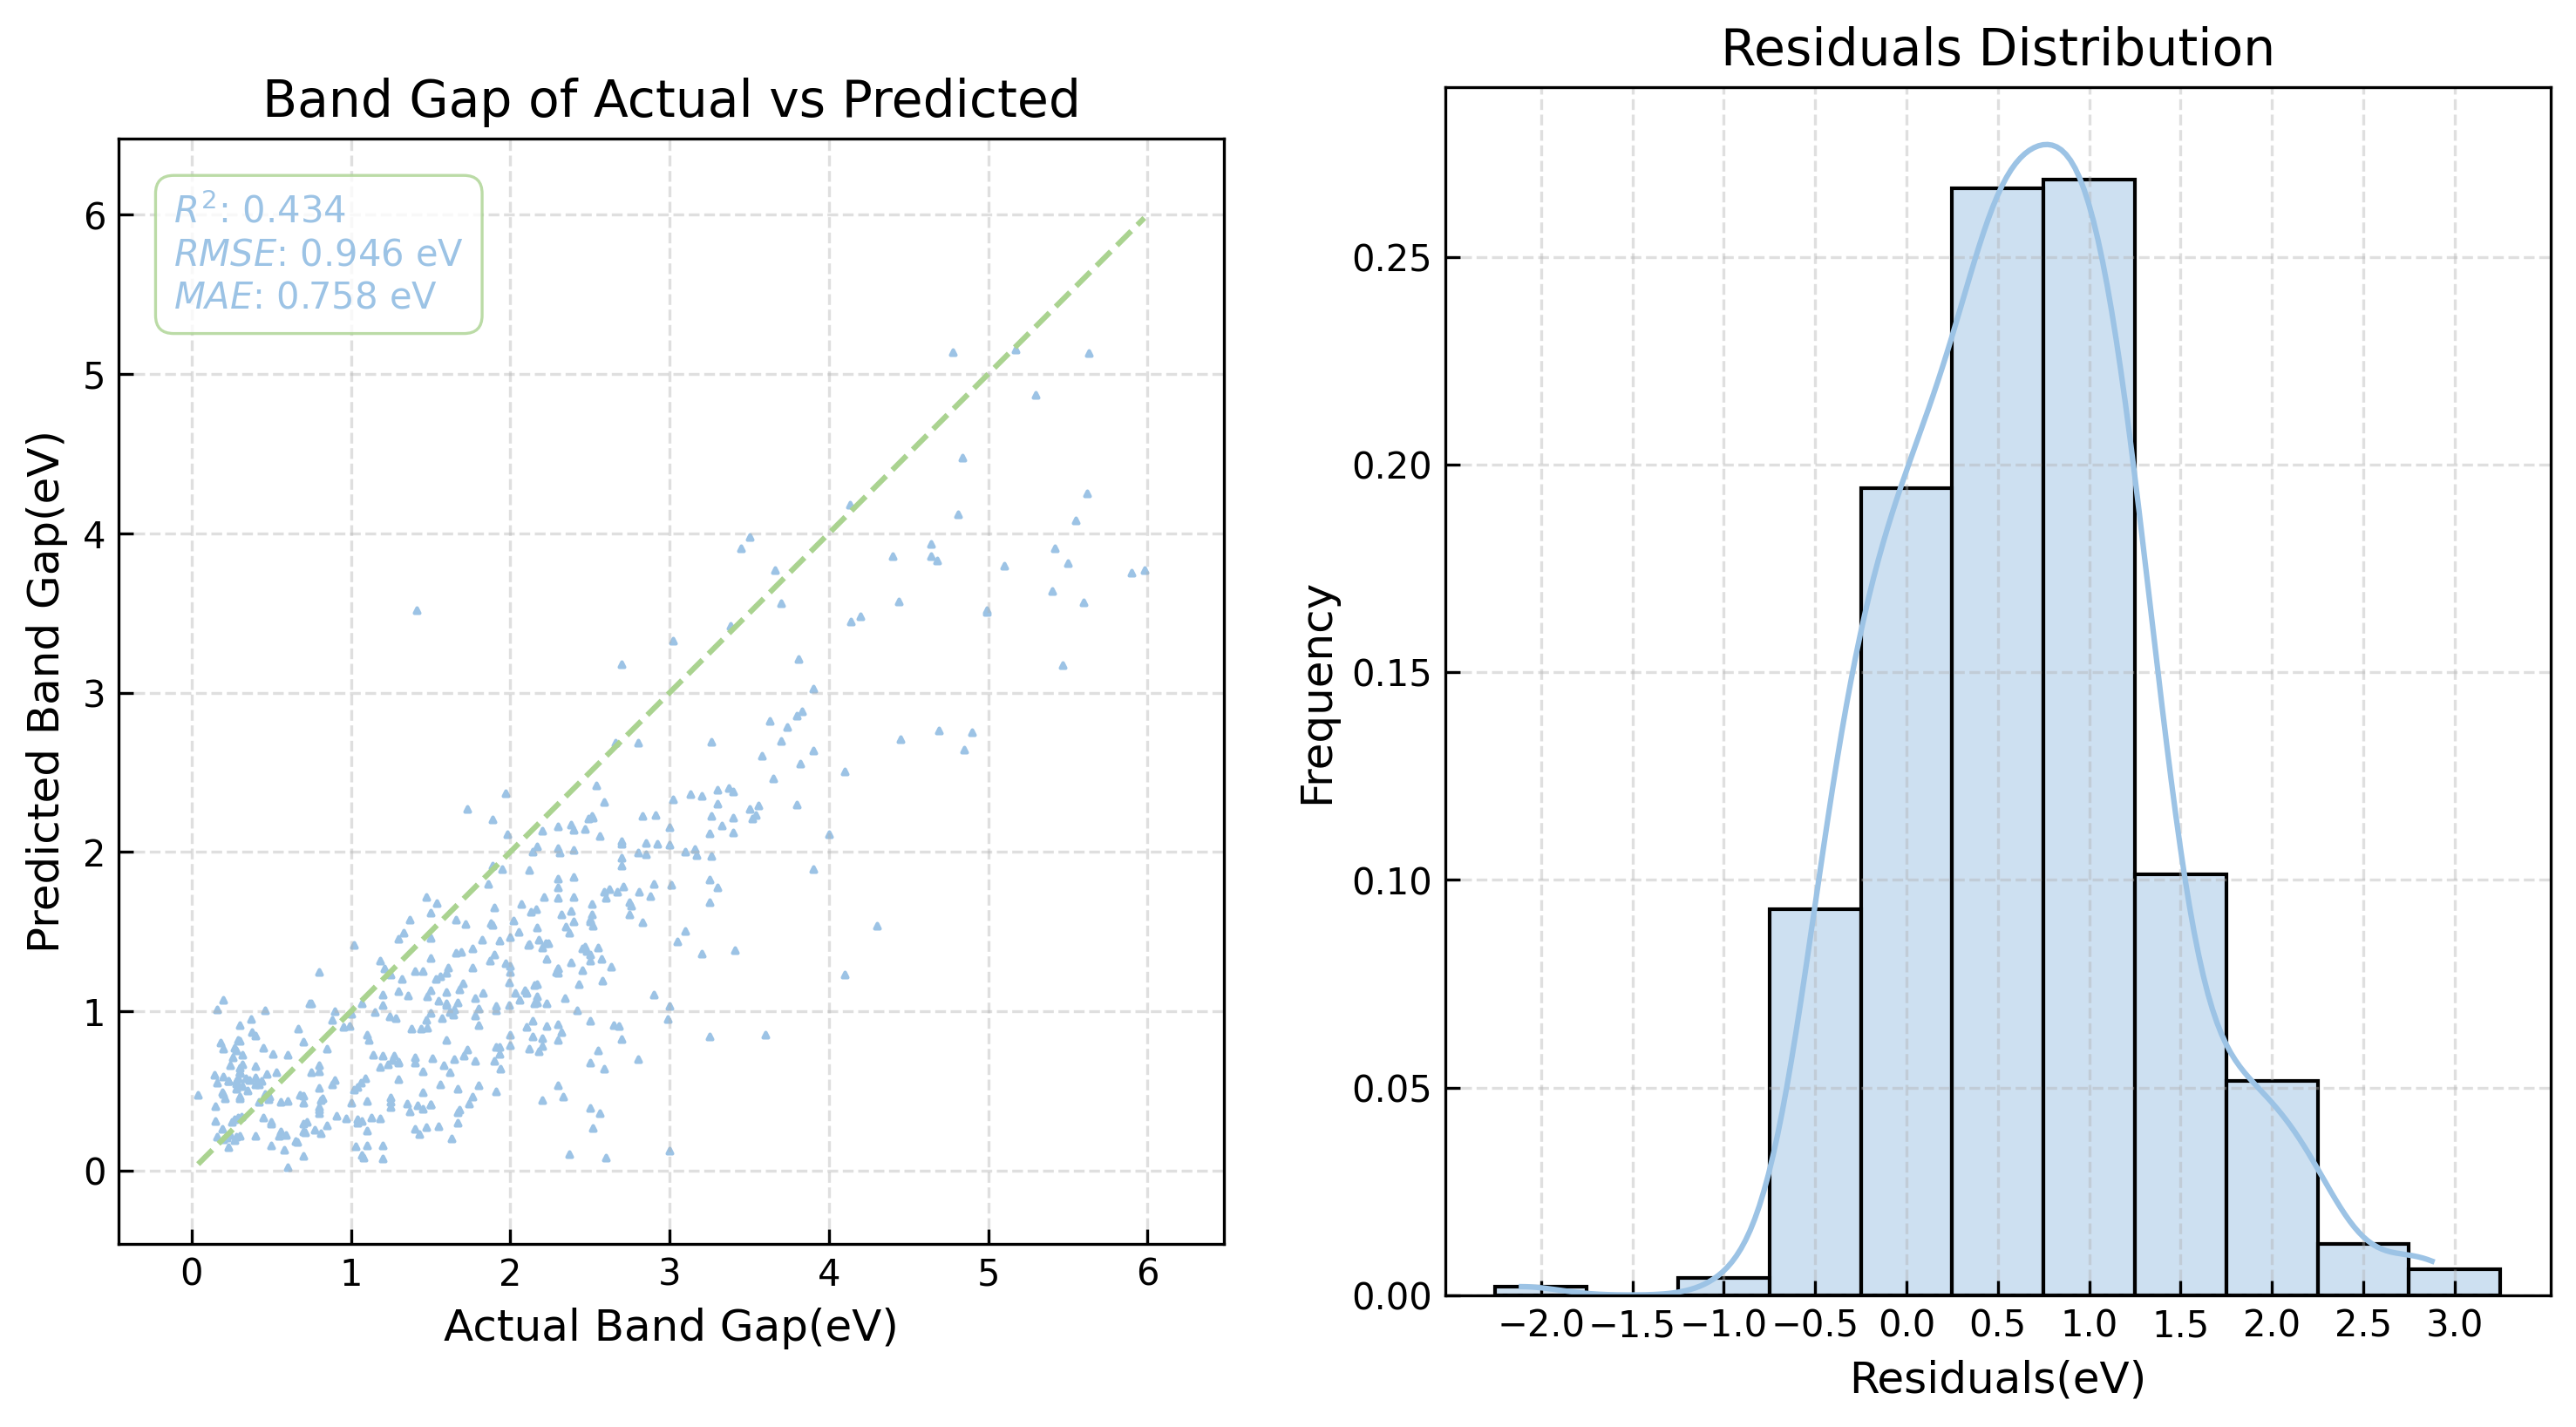 Band Gap of Actual vs Predicted
R²: 0.434
RMSE: 0.946 eV
MAE: 0.758 eV
Predicted Band Gap(eV)
6
5
4
3
2
1
0
0 1 2 3 4 5 6
Actual Band Gap(eV)
Residuals Distribution
Frequency
0.25
0.20
0.15
0.10
0.05
0.00
−2.0 −1.5 −1.0 −0.5 0.0 0.5 1.0 1.5 2.0 2.5 3.0
Residuals(eV)